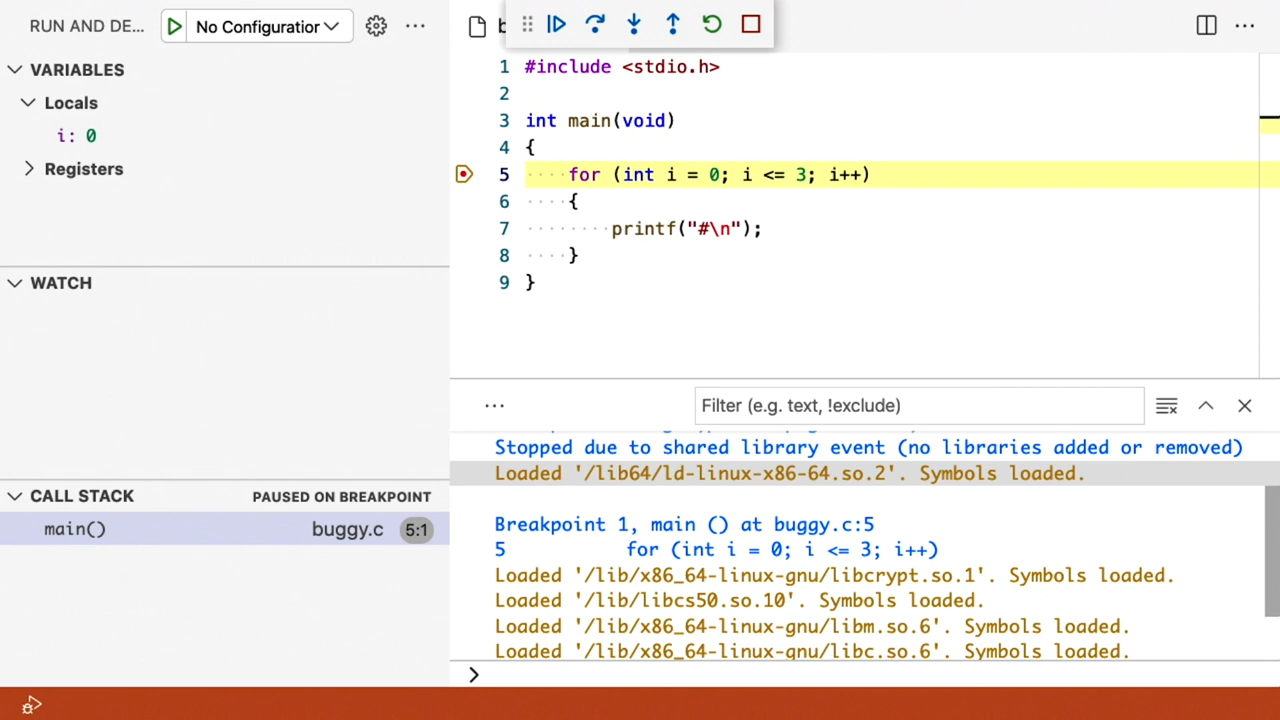 RUN AND DE...
No Configuration
VARIABLES
Locals
i: 0
Registers
WATCH
CALL STACK
PAUSED ON BREAKPOINT
main()
buggy.c
5:1
1 #include <stdio.h>
2
3 int main(void)
4 {
5 for (int i = 0; i <= 3; i++)
6 {
7 printf("#\n");
8 }
9 }
...
Filter (e.g. text, !exclude)
Stopped due to shared library event (no libraries added or removed)
Loaded '/lib64/ld-linux-x86-64.so.2'. Symbols loaded.
Breakpoint 1, main () at buggy.c:5
5 for (int i = 0; i <= 3; i++)
Loaded '/lib/x86_64-linux-gnu/libcrypt.so.1'. Symbols loaded.
Loaded '/lib/libcs50.so.10'. Symbols loaded.
Loaded '/lib/x86_64-linux-gnu/libm.so.6'. Symbols loaded.
Loaded '/lib/x86_64-linux-gnu/libc.so.6'. Symbols loaded.
>